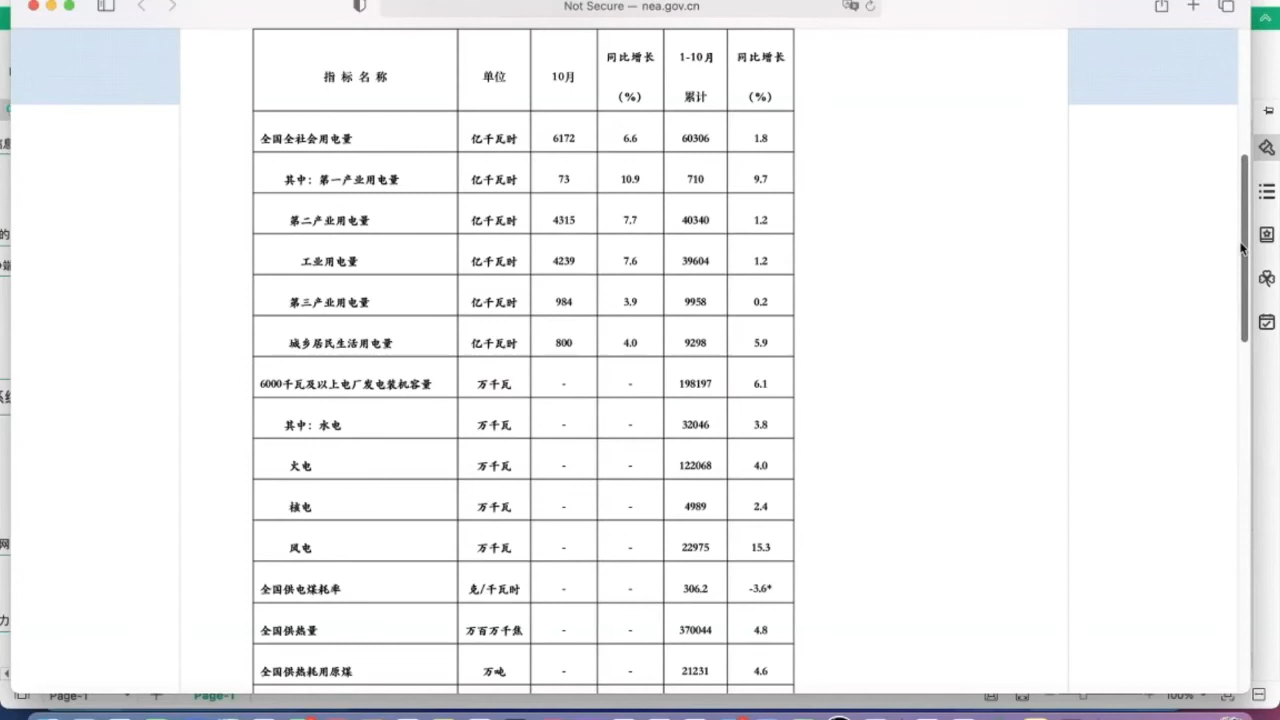 Not Secure — nea.gov.cn
指 标 名 称 单位 10月 同比增长 (%) 1-10月 累计 同比增长 (%)
全国全社会用电量 亿千瓦时 6172 6.6 60306 1.8
其中：第一产业用电量 亿千瓦时 73 10.9 710 9.7
第二产业用电量 亿千瓦时 4315 7.7 40340 1.2
工业用电量 亿千瓦时 4239 7.6 39604 1.2
第三产业用电量 亿千瓦时 984 3.9 9958 0.2
城乡居民生活用电量 亿千瓦时 800 4.0 9298 5.9
6000千瓦及以上电厂发电装机容量 万千瓦 - - 198197 6.1
其中：水电 万千瓦 - - 32046 3.8
火电 万千瓦 - - 122068 4.0
核电 万千瓦 - - 4989 2.4
风电 万千瓦 - - 22975 15.3
全国供电煤耗率 克/千瓦时 - - 306.2 -3.6*
全国供热量 万百万千焦 - - 370044 4.8
全国供热耗用原煤 万吨 - - 21231 4.6
Page-1 Page-1 100%